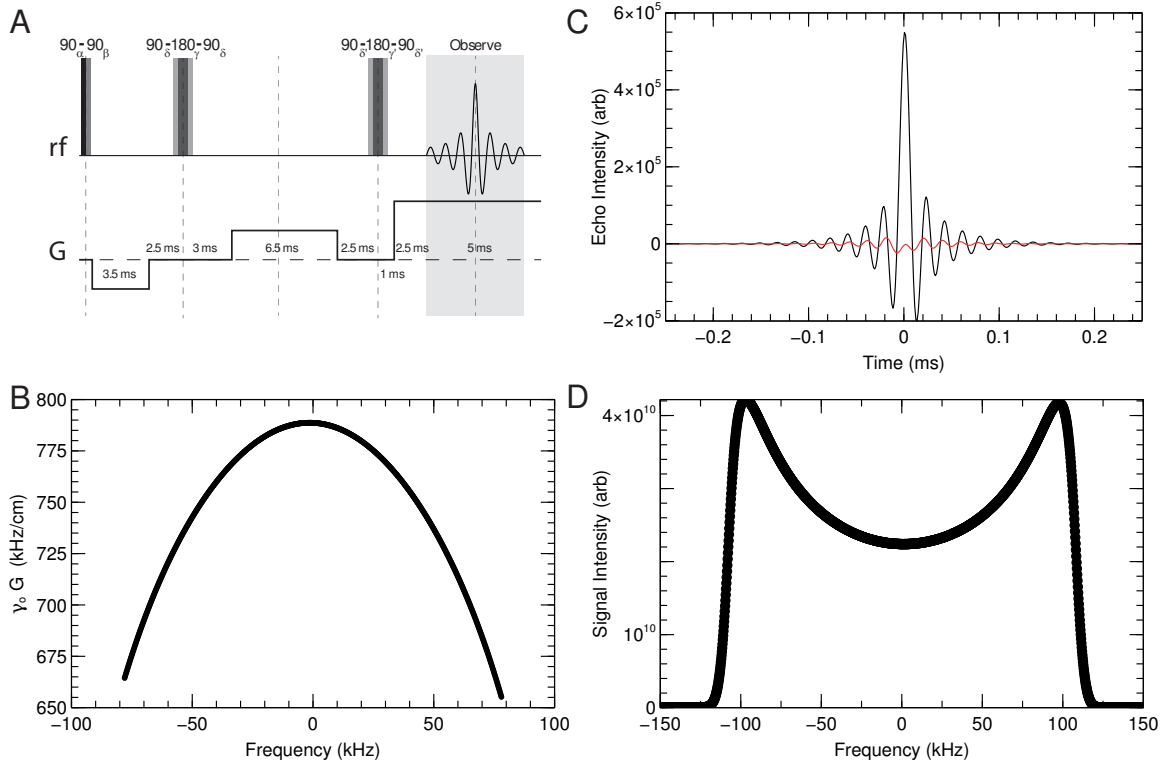 A
90α-90β
90δ-180γ-90δ
90δ'-180γ'-90δ'
Observe
rf
G
2.5 ms
3 ms
6.5 ms
2.5 ms
2.5 ms
5 ms
3.5 ms
1 ms
C
6×10⁵
4×10⁵
2×10⁵
0
−2×10⁵
Echo Intensity (arb)
−0.2
−0.1
0
0.1
0.2
Time (ms)
B
800
775
750
725
700
675
650
γₒ G (kHz/cm)
−100
−50
0
50
100
Frequency (kHz)
D
4×10¹⁰
10¹⁰
0
Signal Intensity (arb)
−150
−100
−50
0
50
100
150
Frequency (kHz)